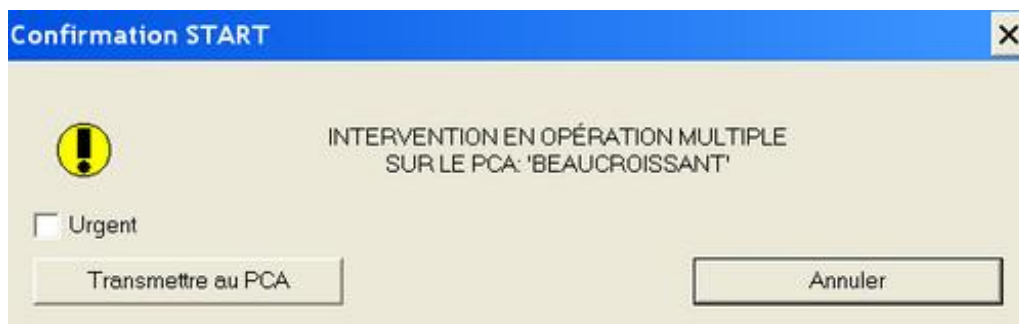 Confirmation START
INTERVENTION EN OPÉRATION MULTIPLE
SUR LE PCA: 'BEAUCROISSANT'
Urgent
Transmettre au PCA
Annuler